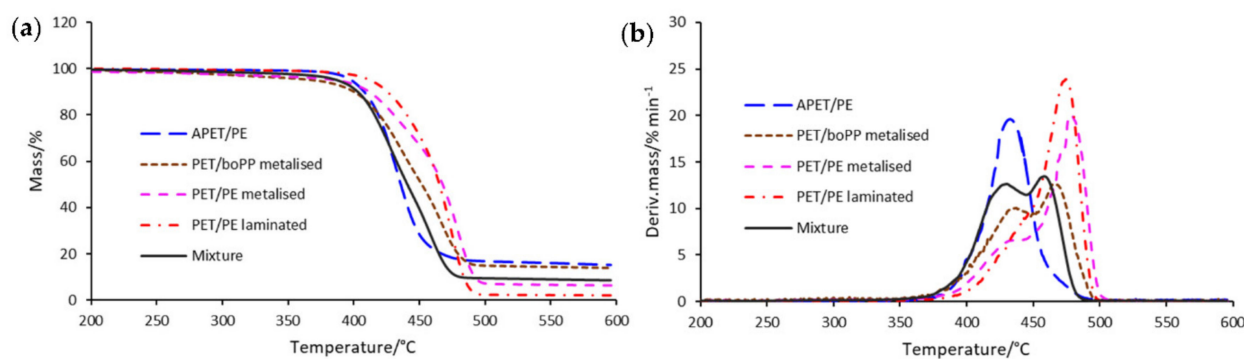 (a)
120
100
80
60
40
20
0
Mass/%
APET/PE
PET/boPP metalised
PET/PE metalised
PET/PE laminated
Mixture
200 250 300 350 400 450 500 550 600
Temperature/°C
(b)
30
25
20
15
10
5
0
Deriv.mass/% min⁻¹
APET/PE
PET/boPP metalised
PET/PE metalised
PET/PE laminated
Mixture
200 250 300 350 400 450 500 550 600
Temperature/°C